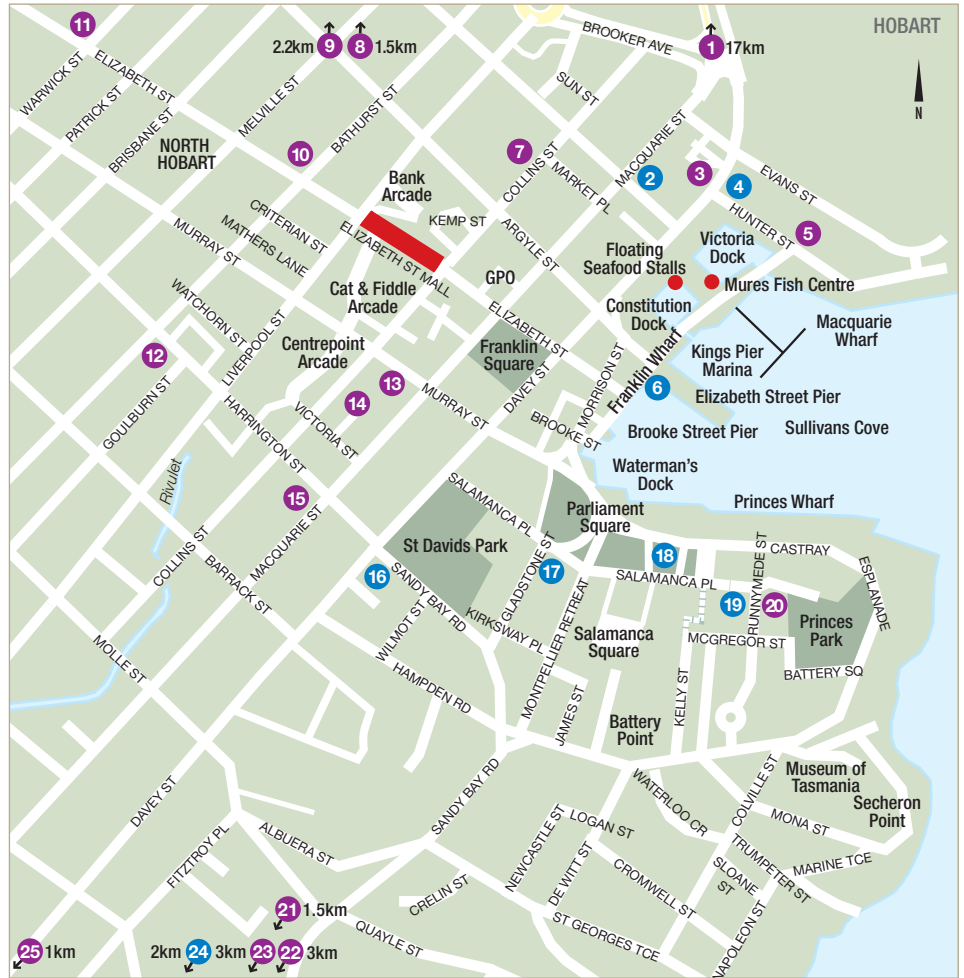 HOBART
11
2.2km 9 8 1.5km
1 17km
BROOKER AVE
SUN ST
N
WARWICK ST
ELIZABETH ST
PATRICK ST
BRISBANE ST
MELVILLE ST
BATHURST ST
NORTH
HOBART
10
7
COLLINS ST
MARKET PL
MACQUARIE ST
2
3
4
EVANS ST
HUNTER ST
5
Bank
Arcade
KEMP ST
ARGYLE ST
CRITERIAN ST
MATHERS LANE
MURRAY ST
ELIZABETH ST MALL
GPO
Floating
Seafood Stalls
Victoria
Dock
Mures Fish Centre
Constitution
Dock
Cat & Fiddle
Arcade
WATCHORN ST
LIVERPOOL ST
Centrepoint
Arcade
ELIZABETH ST
Franklin
Square
DAVEY ST
MORRISON ST
Franklin Wharf
Kings Pier
Marina
Macquarie
Wharf
12
GOULBURN ST
13
14
MURRAY ST
6
Elizabeth Street Pier
BROOKE ST
Brooke Street Pier
Sullivans Cove
HARRINGTON ST
VICTORIA ST
Waterman's
Dock
Rivulet
15
MACQUARIE ST
SALAMANCA PL
Parliament
Square
Princes Wharf
COLLINS ST
BARRACK ST
St Davids Park
GLADSTONE ST
17
18
SALAMANCA PL
RUNNYMEDE ST
CASTRAY
ESPLANADE
16
SANDY BAY RD
WILMOT ST
KIRKSWAY PL
MONTPELLIER RETREAT
Salamanca
Square
19
20
Princes
Park
MCGREGOR ST
BATTERY SQ
MOLLE ST
HAMPDEN RD
JAMES ST
KELLY ST
Battery
Point
DAVEY ST
SANDY BAY RD
WATERLOO CR
COLVILLE ST
Museum of
Tasmania
Secheron
Point
MONA ST
FITZTROY PL
ALBUERA ST
NEWCASTLE ST
LOGAN ST
DE WITT ST
CROMWELL ST
TRUMPETER ST
SLOANE
ST
MARINE TCE
CRELIN ST
ST GEORGES TCE
NAPOLEON ST
QUAYLE ST
21 1.5km
25 1km
2km 24 3km 23 22 3km